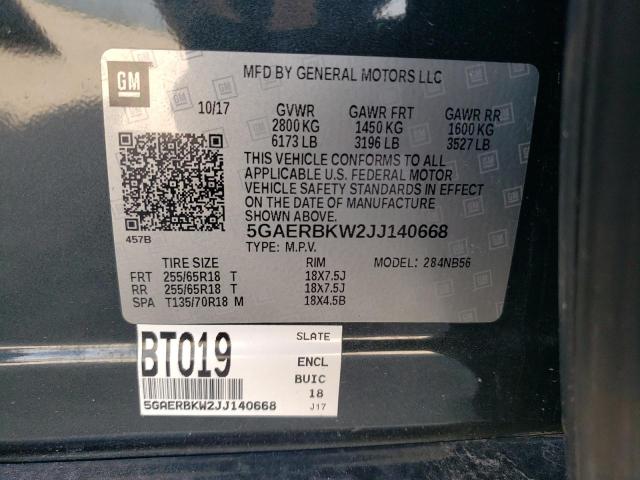 GM
MFD BY GENERAL MOTORS LLC
10/17 GVWR GAWR FRT GAWR RR
2800 KG 1450 KG 1600 KG
6173 LB 3196 LB 3527 LB
THIS VEHICLE CONFORMS TO ALL
APPLICABLE U.S. FEDERAL MOTOR
VEHICLE SAFETY STANDARDS IN EFFECT
ON THE DATE OF MANUFACTURE
SHOWN ABOVE.
457B
5GAERBKW2JJ140668
TYPE: M.P.V. MODEL: 284NB56
TIRE SIZE RIM
FRT 255/65R18 T 18X7.5J
RR 255/65R18 T 18X7.5J
SPA T135/70R18 M 18X4.5B
BT019 SLATE
ENCL
BUIC
18
5GAERBKW2JJ140668 J17